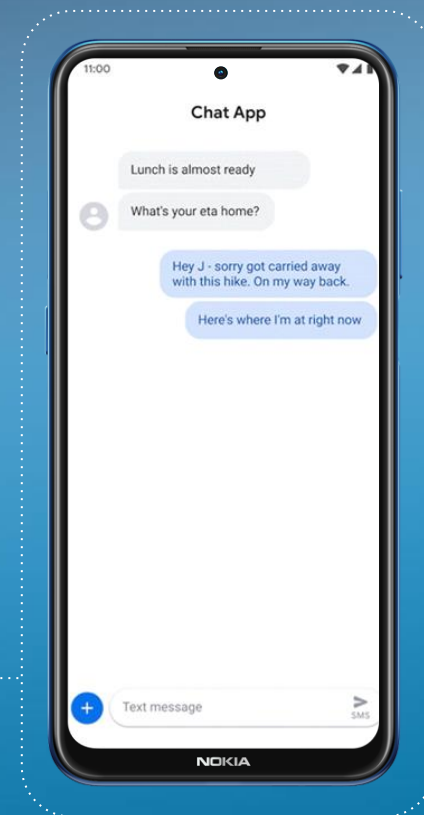 11:00
Chat App
Lunch is almost ready
What's your eta home?
Hey J - sorry got carried away
with this hike. On my way back.
Here's where I'm at right now
Text message
SMS
NOKIA